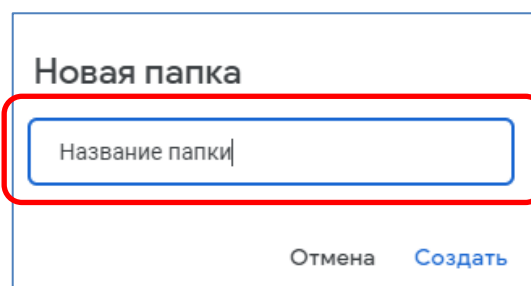 Новая папка
Название папки
Отмена Создать